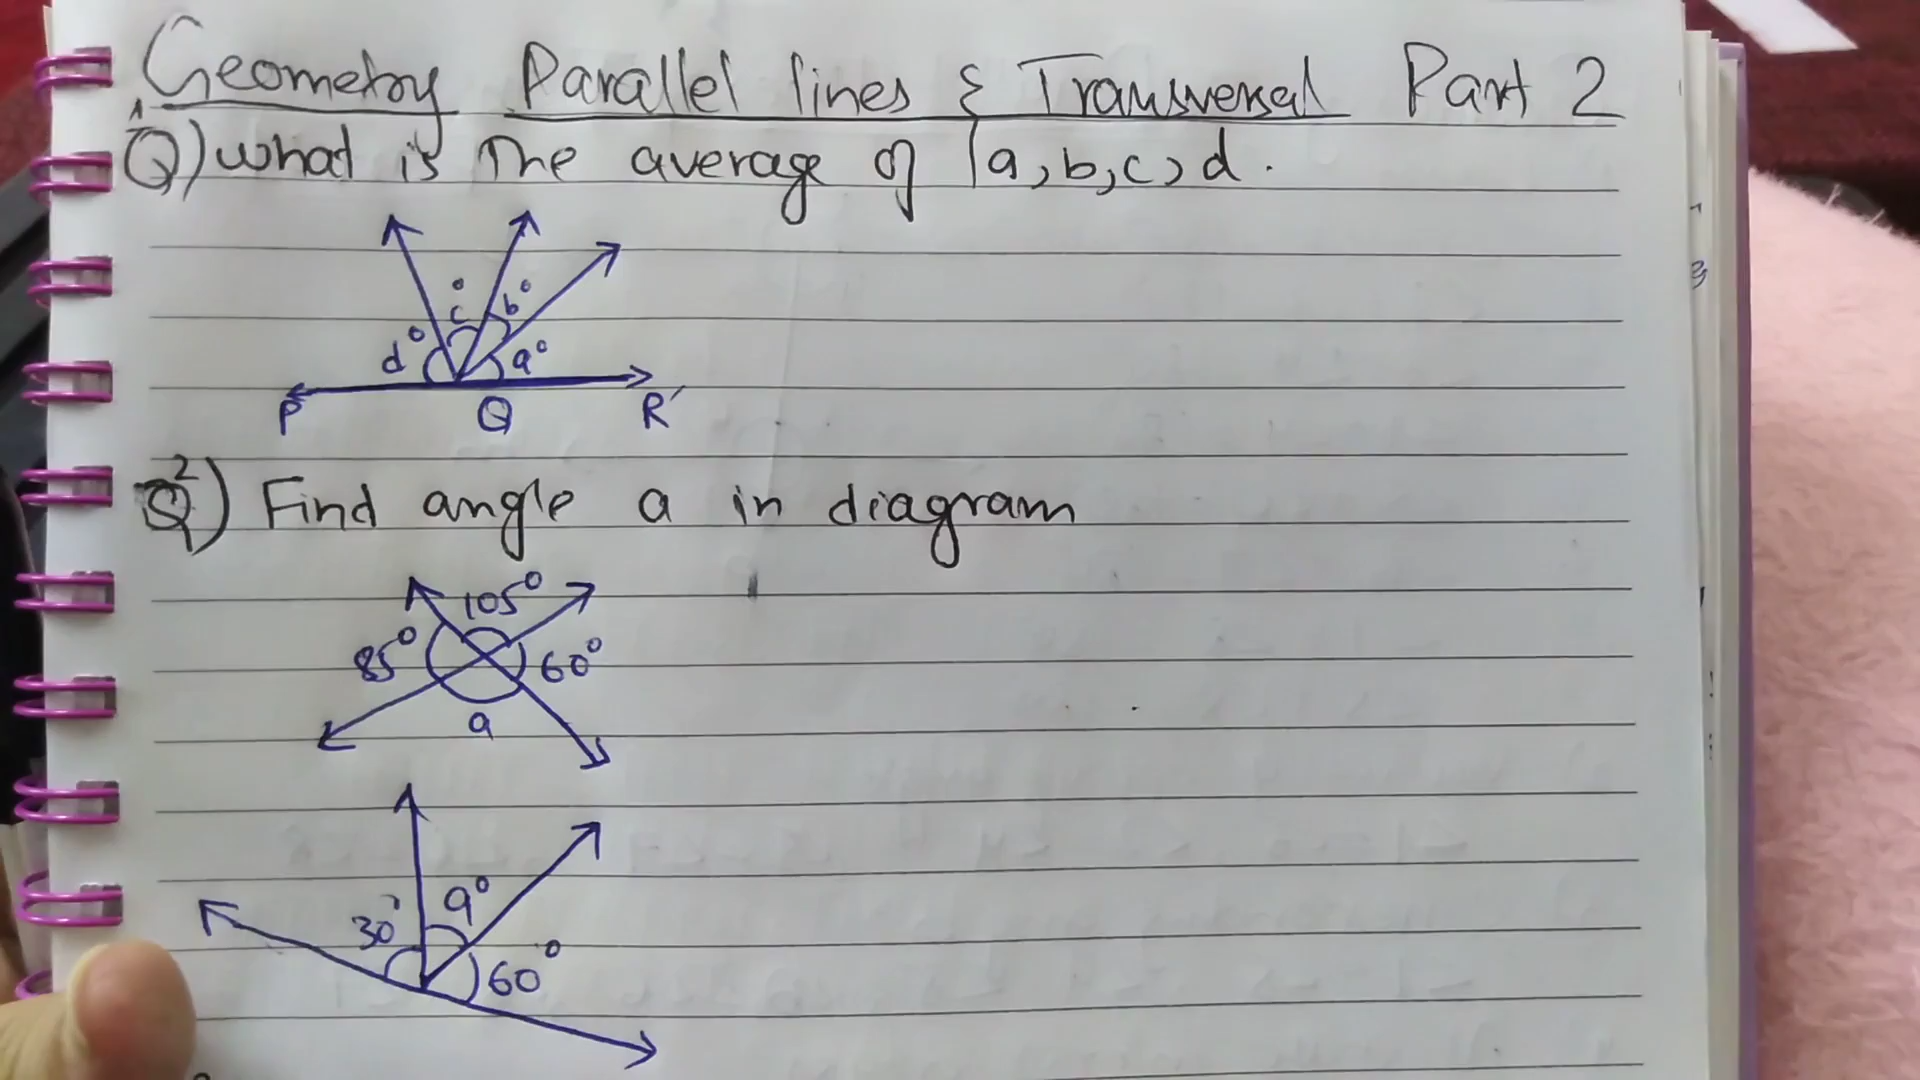 Geometry Parallel lines & Transversal Part 2
Q1) what is The average of a, b, c, d.
c° b°
d° a°
P Q R
Q2) Find angle a in diagram
105°
85° 60°
a
a°
30° 60°